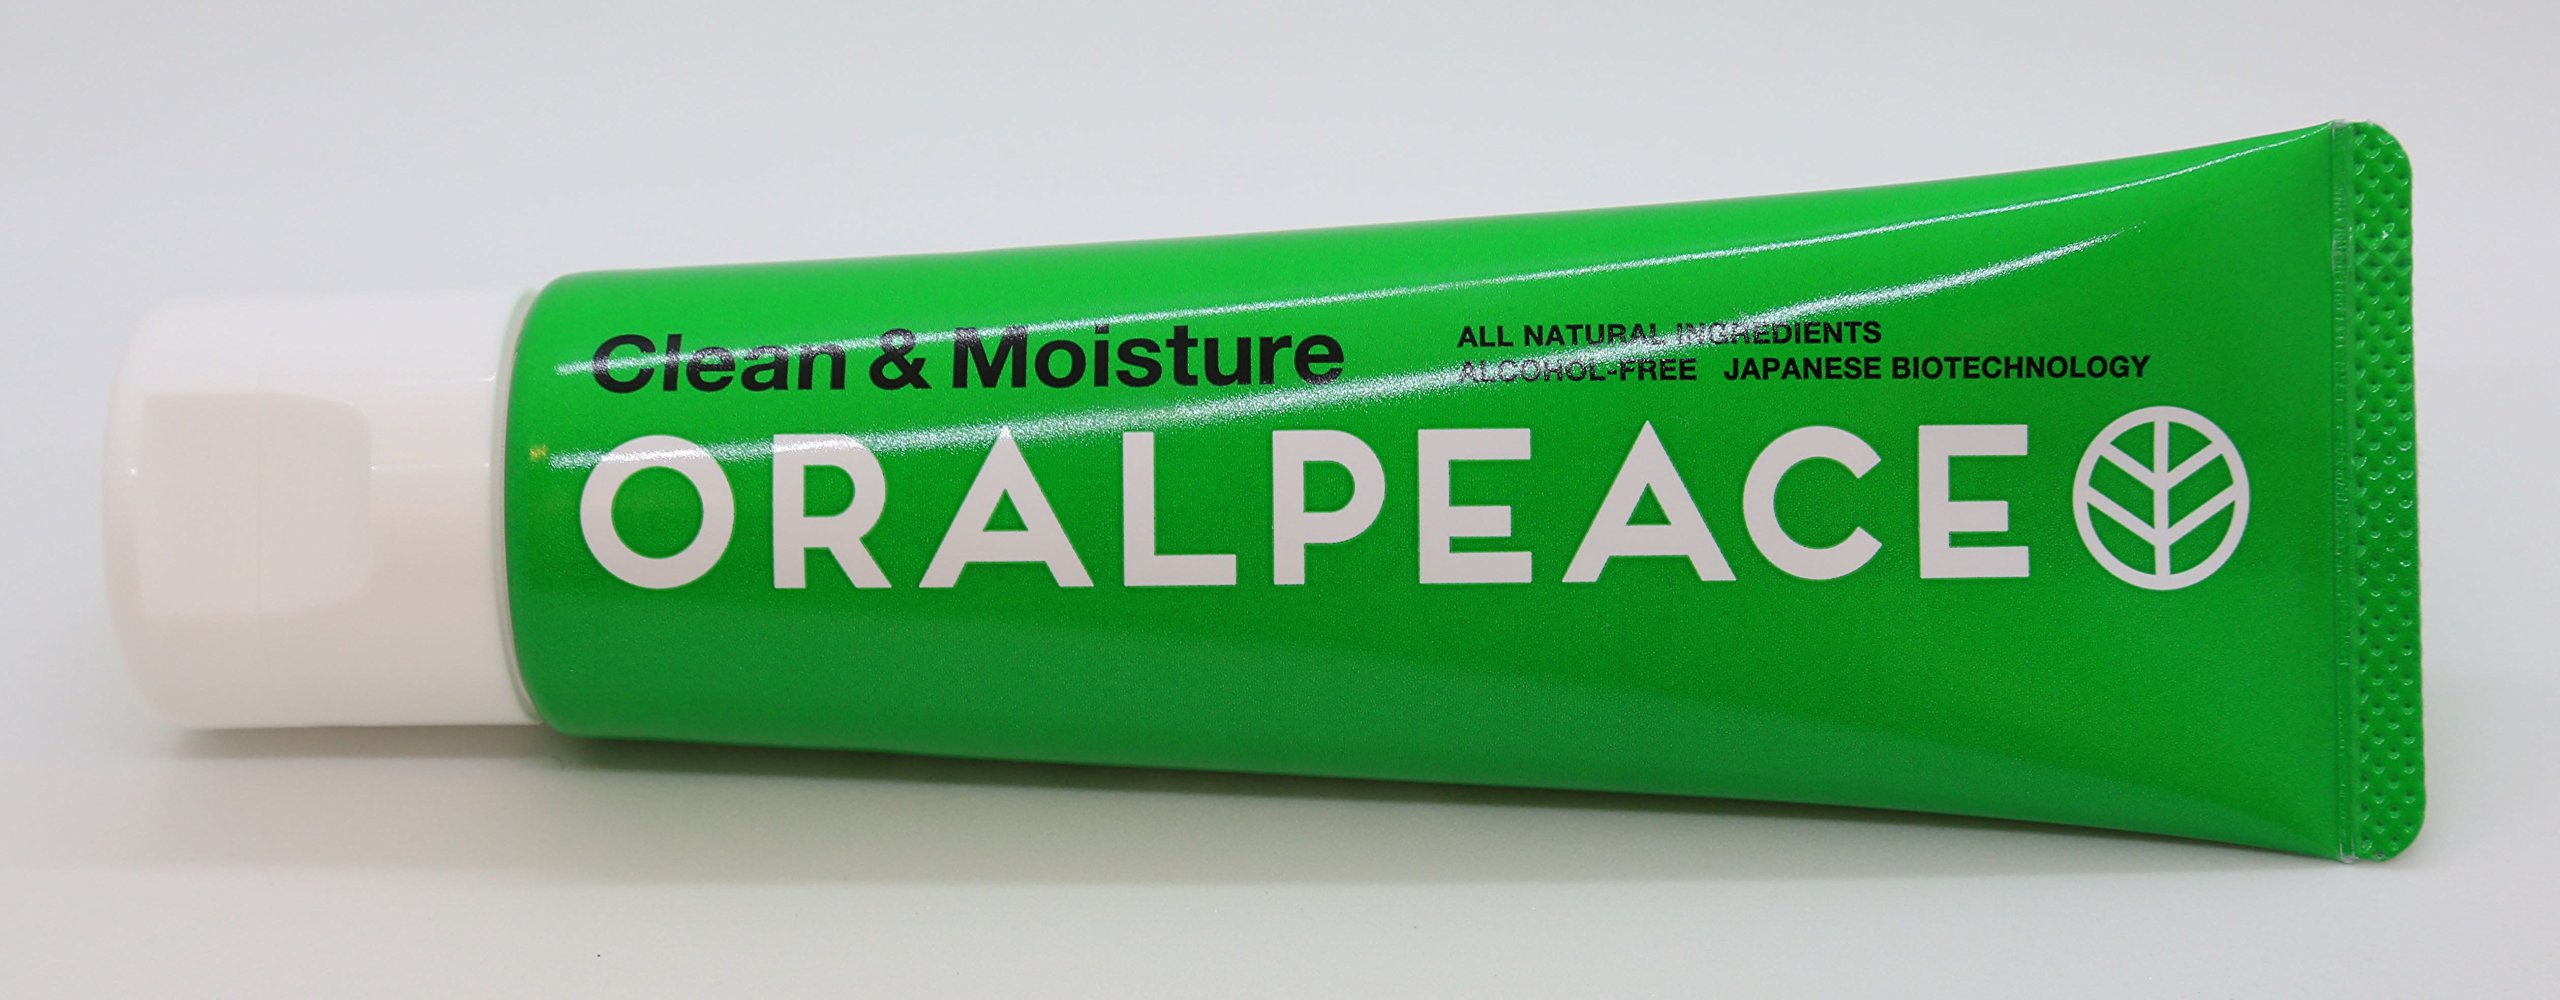 Clean & Moisture
ALL NATURAL INGREDIENTS
ALCOHOL-FREE JAPANESE BIOTECHNOLOGY
ORALPEACE